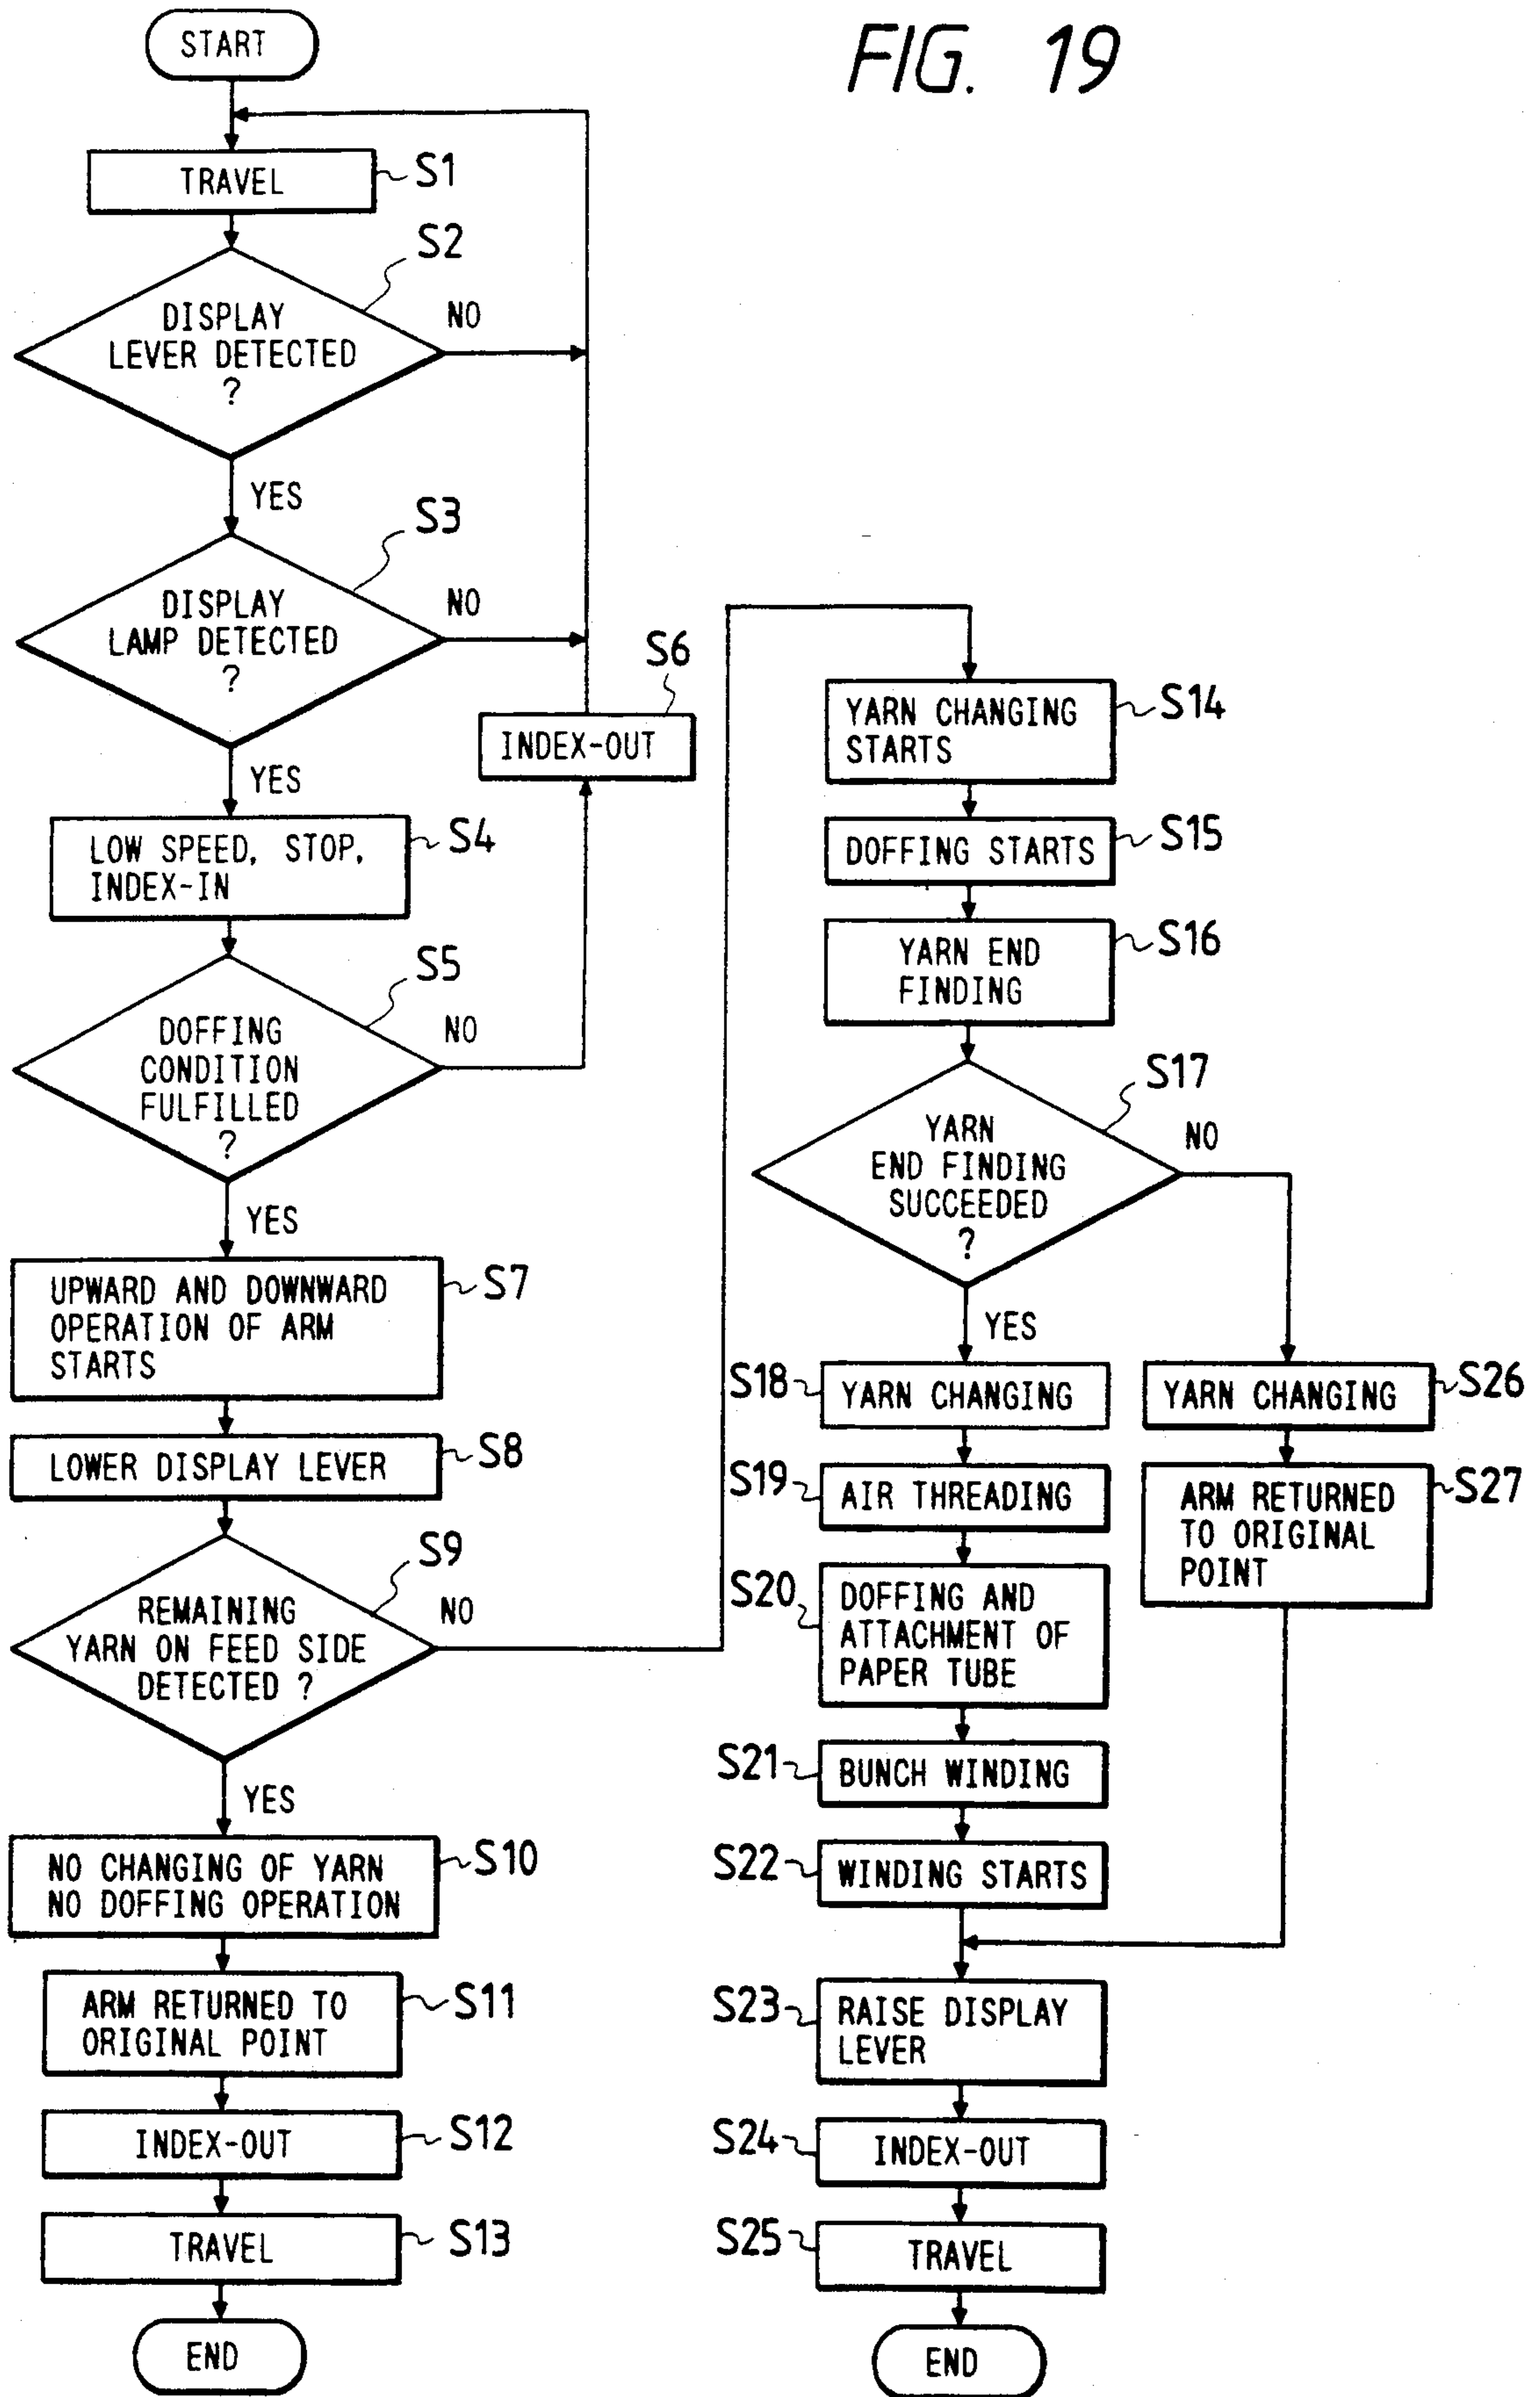 FIG. 19
START
TRAVEL
S1
S2
DISPLAY
LEVER DETECTED
?
NO
YES
S3
DISPLAY
LAMP DETECTED
?
NO
YES
S6
INDEX-OUT
LOW SPEED, STOP,
INDEX-IN
S4
S5
DOFFING
CONDITION
FULFILLED
?
NO
YES
UPWARD AND DOWNWARD
OPERATION OF ARM
STARTS
S7
LOWER DISPLAY LEVER
S8
S9
REMAINING
YARN ON FEED SIDE
DETECTED ?
NO
YES
NO CHANGING OF YARN
NO DOFFING OPERATION
S10
ARM RETURNED TO
ORIGINAL POINT
S11
INDEX-OUT
S12
TRAVEL
S13
END
YARN CHANGING
STARTS
S14
DOFFING STARTS
S15
YARN END
FINDING
S16
S17
YARN
END FINDING
SUCCEEDED
?
NO
YES
S18
YARN CHANGING
S19
AIR THREADING
S20
DOFFING AND
ATTACHMENT OF
PAPER TUBE
S21
BUNCH WINDING
S22
WINDING STARTS
YARN CHANGING
S26
ARM RETURNED
TO ORIGINAL
POINT
S27
S23
RAISE DISPLAY
LEVER
S24
INDEX-OUT
S25
TRAVEL
END